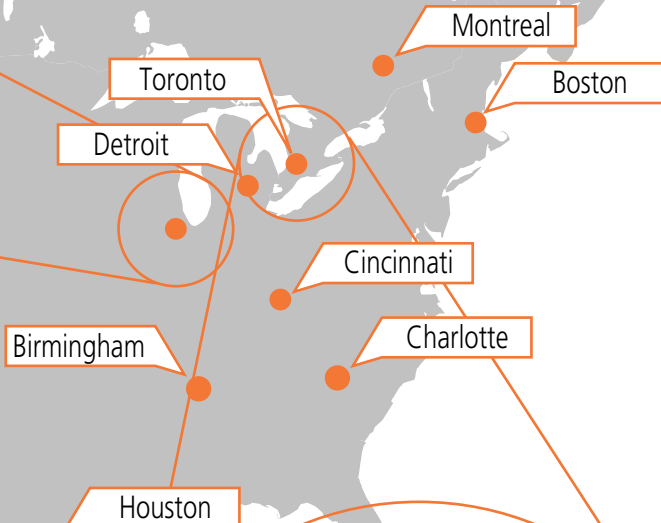 Montreal
Toronto
Boston
Detroit
Cincinnati
Charlotte
Birmingham
Houston